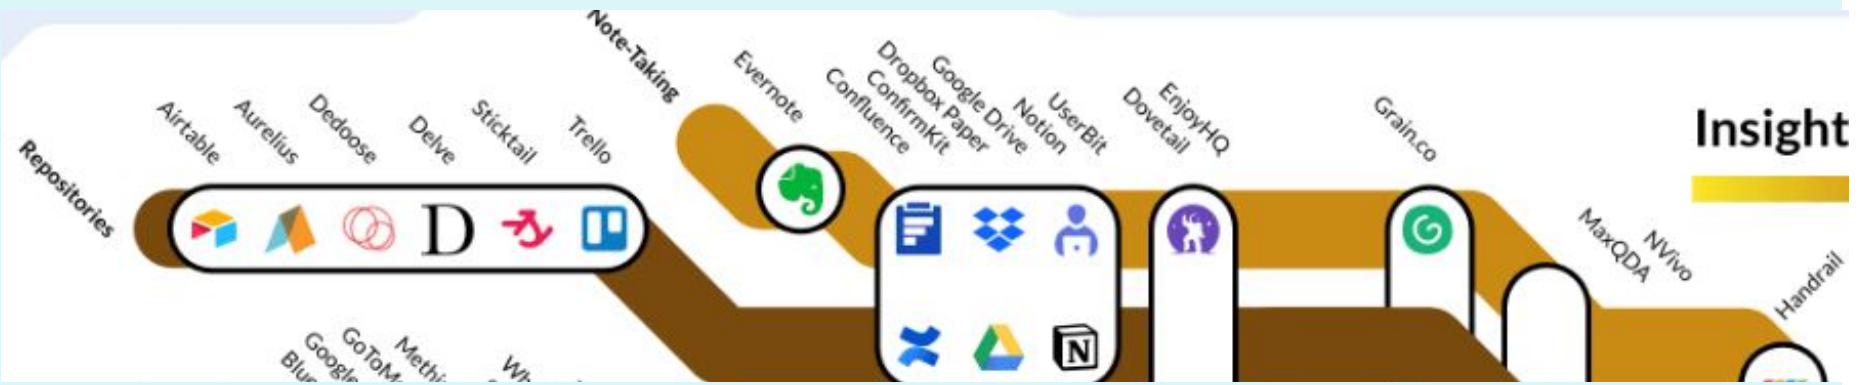 Repositories
Airtable
Aurelius
Dedoose
Delve
D
Sticktail
Trello
Note-Taking
Evernote
Confluence
ConfirmKit
Dropbox Paper
Google Drive
Notion
UserBit
N
Dovetail
EnjoyHQ
Grain.co
Insight
MaxQDA
NVivo
Handrail
Google